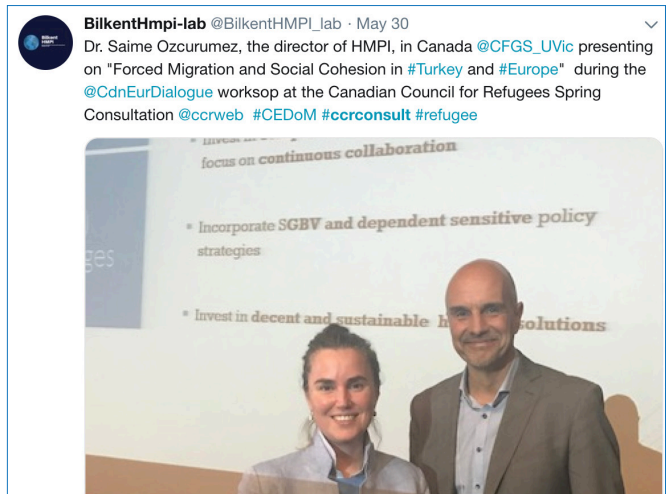 BilkentHmpi-lab @BilkentHMPI_lab · May 30
Dr. Saime Ozcurumez, the director of HMPI, in Canada @CFGS_UVic presenting
on "Forced Migration and Social Cohesion in #Turkey and #Europe" during the
@CdnEurDialogue worksop at the Canadian Council for Refugees Spring
Consultation @ccrweb #CEDoM #ccrconsult #refugee
Bilkent
HMPI
focus on continuous collaboration
Incorporate SGBV and dependent sensitive policy
strategies
Invest in decent and sustainable h solutions
ges